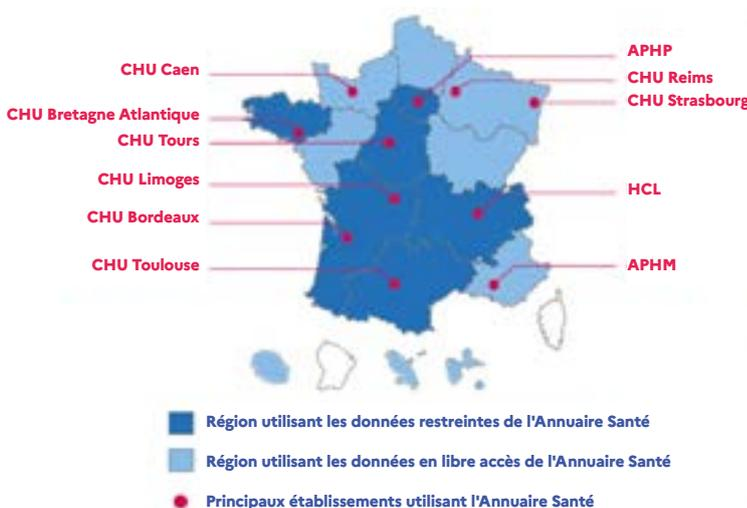 APHP
CHU Caen
CHU Reims
CHU Strasbourg
CHU Bretagne Atlantique
CHU Tours
CHU Limoges
HCL
CHU Bordeaux
CHU Toulouse
APHM
Région utilisant les données restreintes de l'Annuaire Santé
Région utilisant les données en libre accès de l'Annuaire Santé
Principaux établissements utilisant l'Annuaire Santé